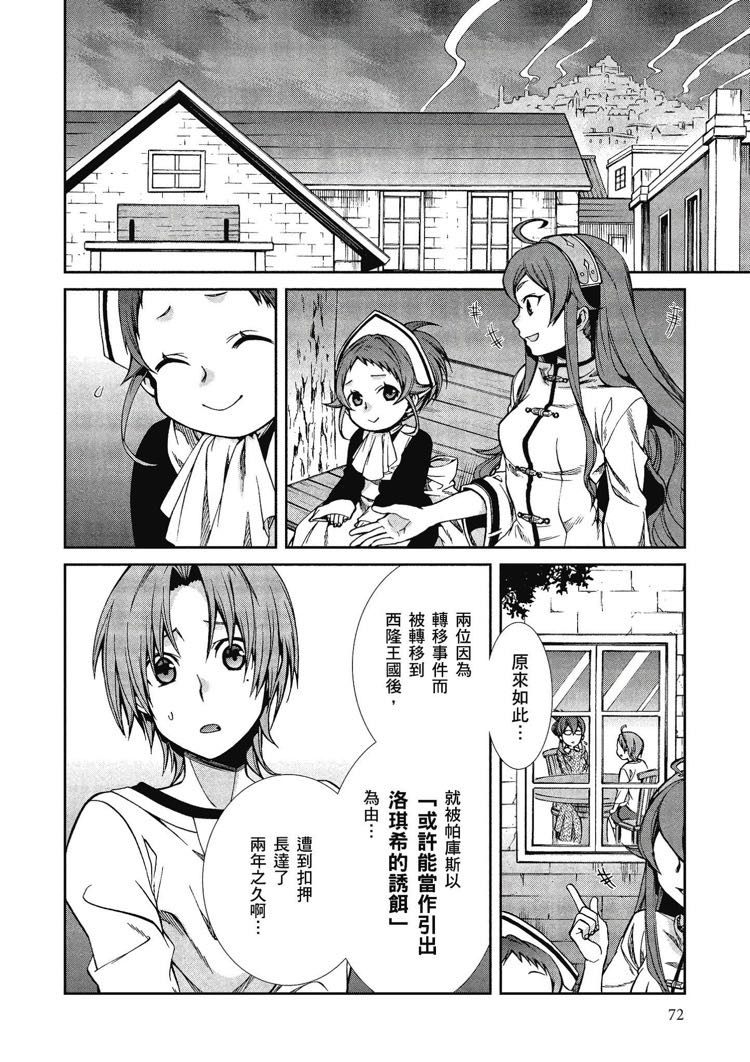 原來如此…
兩位因為
轉移事件而
被轉移到
西隆王國後，
就被帕庫斯以
「或許能當作引出
洛琪希的誘餌」
為由…
遭到扣押
長達了
兩年之久啊…
72